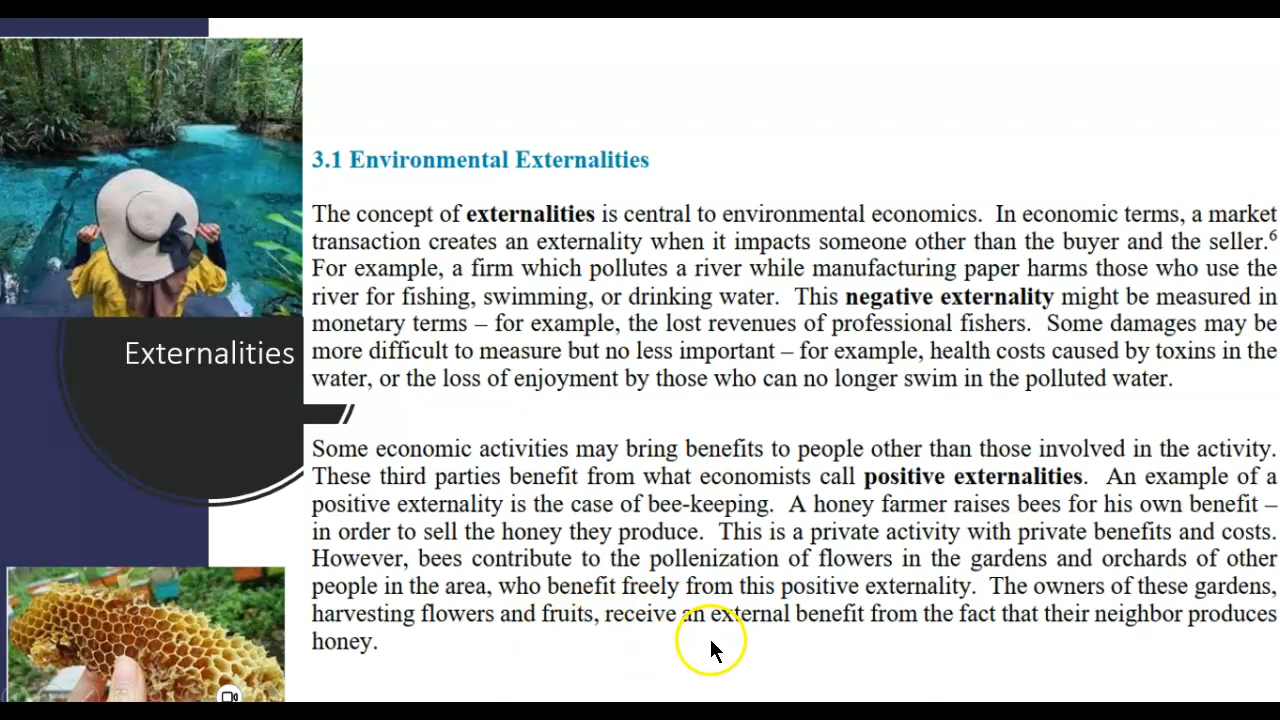 3.1 Environmental Externalities
The concept of externalities is central to environmental economics. In economic terms, a market
transaction creates an externality when it impacts someone other than the buyer and the seller.6
For example, a firm which pollutes a river while manufacturing paper harms those who use the
river for fishing, swimming, or drinking water. This negative externality might be measured in
monetary terms – for example, the lost revenues of professional fishers. Some damages may be
more difficult to measure but no less important – for example, health costs caused by toxins in the
water, or the loss of enjoyment by those who can no longer swim in the polluted water.
Externalities
Some economic activities may bring benefits to people other than those involved in the activity.
These third parties benefit from what economists call positive externalities. An example of a
positive externality is the case of bee-keeping. A honey farmer raises bees for his own benefit –
in order to sell the honey they produce. This is a private activity with private benefits and costs.
However, bees contribute to the pollenization of flowers in the gardens and orchards of other
people in the area, who benefit freely from this positive externality. The owners of these gardens,
harvesting flowers and fruits, receive an external benefit from the fact that their neighbor produces
honey.